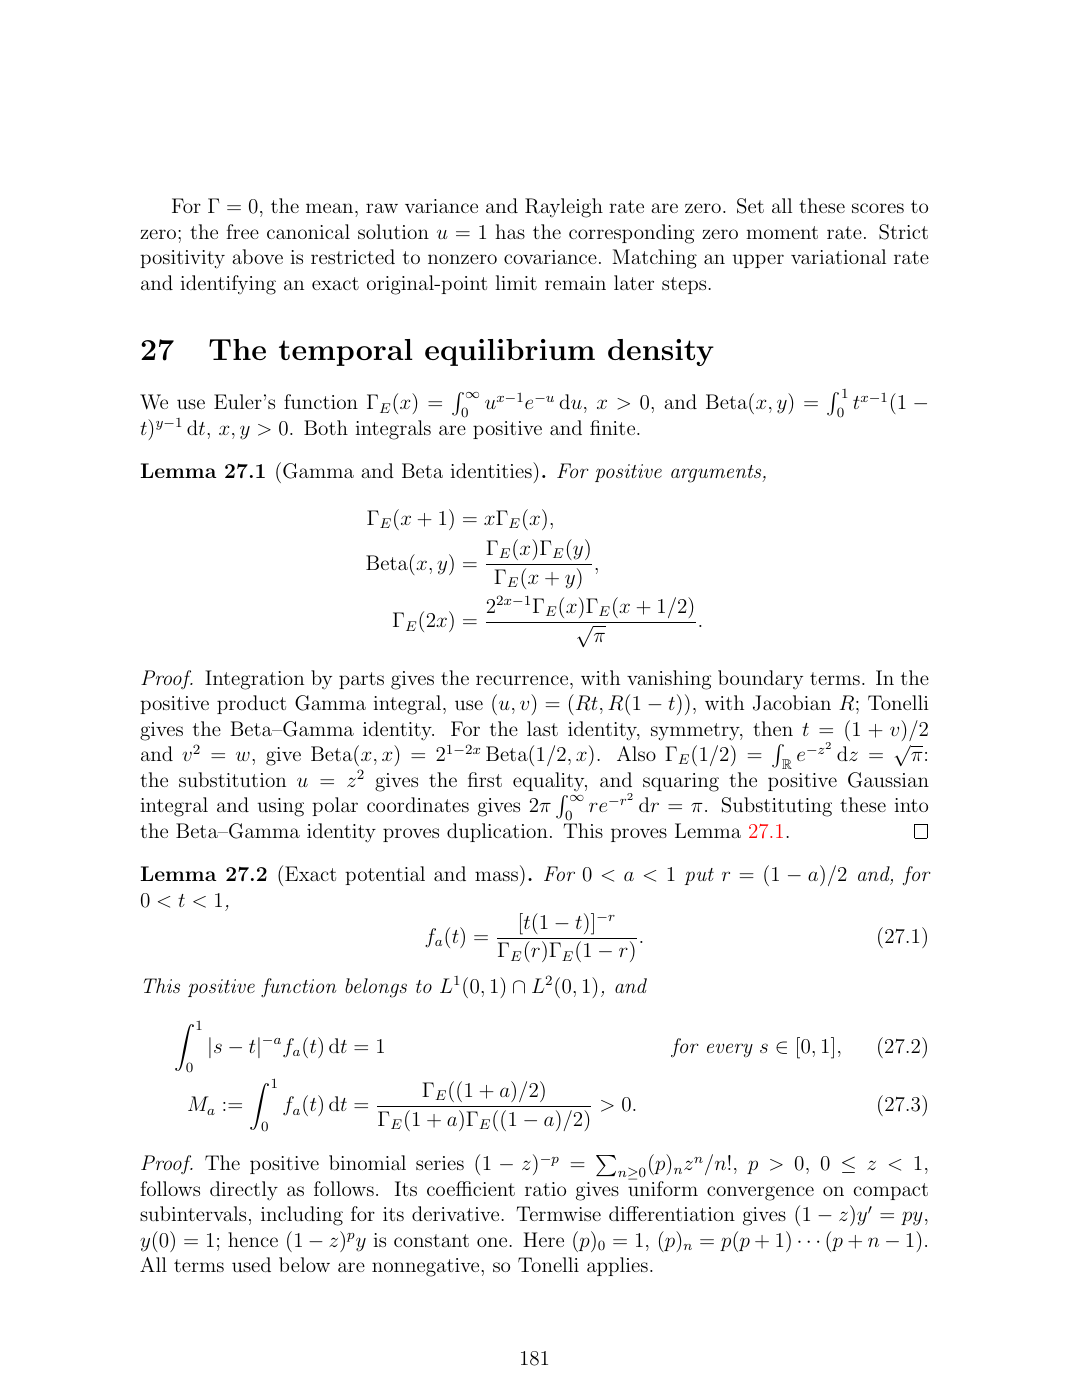 For Γ = 0, the mean, raw variance and Rayleigh rate are zero. Set all these scores to
zero; the free canonical solution u = 1 has the corresponding zero moment rate. Strict
positivity above is restricted to nonzero covariance. Matching an upper variational rate
and identifying an exact original-point limit remain later steps.
27 The temporal equilibrium density
We use Euler's function Γ_E(x) = ∫_0^∞ u^{x−1}e^{−u} du, x > 0, and Beta(x, y) = ∫_0^1 t^{x−1}(1 −
t)^{y−1} dt, x, y > 0. Both integrals are positive and finite.
Lemma 27.1 (Gamma and Beta identities). For positive arguments,
Γ_E(x + 1) = xΓ_E(x),
Beta(x, y) = \frac{Γ_E(x)Γ_E(y)}{Γ_E(x + y)},
Γ_E(2x) = \frac{2^{2x−1}Γ_E(x)Γ_E(x + 1/2)}{√π}.
Proof. Integration by parts gives the recurrence, with vanishing boundary terms. In the
positive product Gamma integral, use (u, v) = (Rt, R(1 − t)), with Jacobian R; Tonelli
gives the Beta–Gamma identity. For the last identity, symmetry, then t = (1 + v)/2
and v² = w, give Beta(x, x) = 2^{1−2x} Beta(1/2, x). Also Γ_E(1/2) = ∫_ℝ e^{−z²} dz = √π:
the substitution u = z² gives the first equality, and squaring the positive Gaussian
integral and using polar coordinates gives 2π ∫_0^∞ re^{−r²} dr = π. Substituting these into
the Beta–Gamma identity proves duplication. This proves Lemma 27.1. □
Lemma 27.2 (Exact potential and mass). For 0 < a < 1 put r = (1 − a)/2 and, for
0 < t < 1,
f_a(t) = \frac{[t(1 − t)]^{−r}}{Γ_E(r)Γ_E(1 − r)}. (27.1)
This positive function belongs to L¹(0, 1) ∩ L²(0, 1), and
∫_0^1 |s − t|^{−a} f_a(t) dt = 1 for every s ∈ [0, 1], (27.2)
M_a := ∫_0^1 f_a(t) dt = \frac{Γ_E((1 + a)/2)}{Γ_E(1 + a)Γ_E((1 − a)/2)} > 0. (27.3)
Proof. The positive binomial series (1 − z)^{−p} = ∑_{n≥0}(p)_n z^n/n!, p > 0, 0 ≤ z < 1,
follows directly as follows. Its coefficient ratio gives uniform convergence on compact
subintervals, including for its derivative. Termwise differentiation gives (1 − z)y′ = py,
y(0) = 1; hence (1 − z)^p y is constant one. Here (p)_0 = 1, (p)_n = p(p + 1) · · · (p + n − 1).
All terms used below are nonnegative, so Tonelli applies.
181